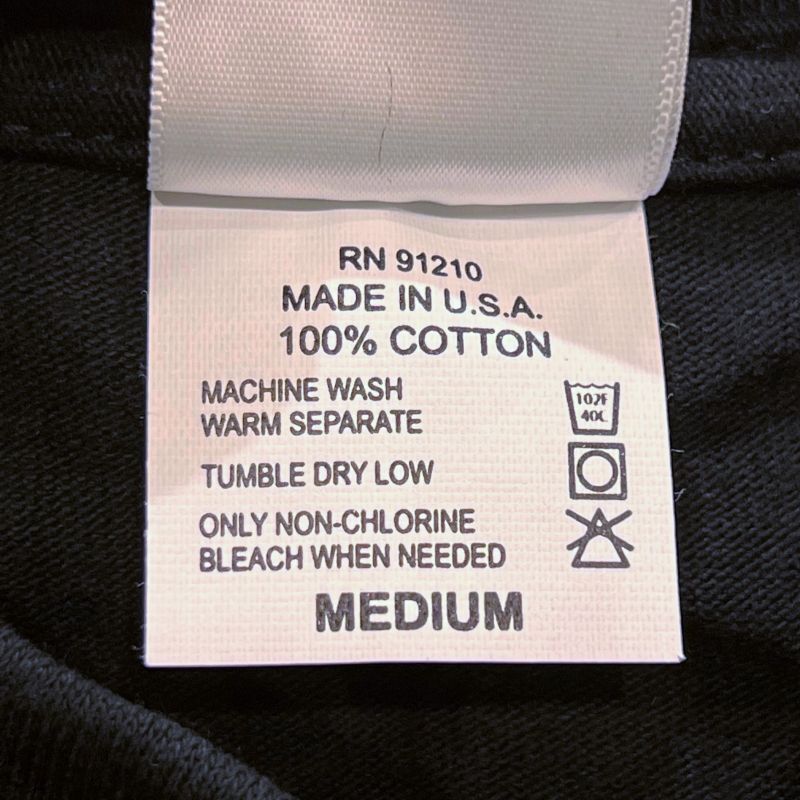 RN 91210
MADE IN U.S.A.
100% COTTON
MACHINE WASH
WARM SEPARATE
102F
40C
TUMBLE DRY LOW
ONLY NON-CHLORINE
BLEACH WHEN NEEDED
MEDIUM